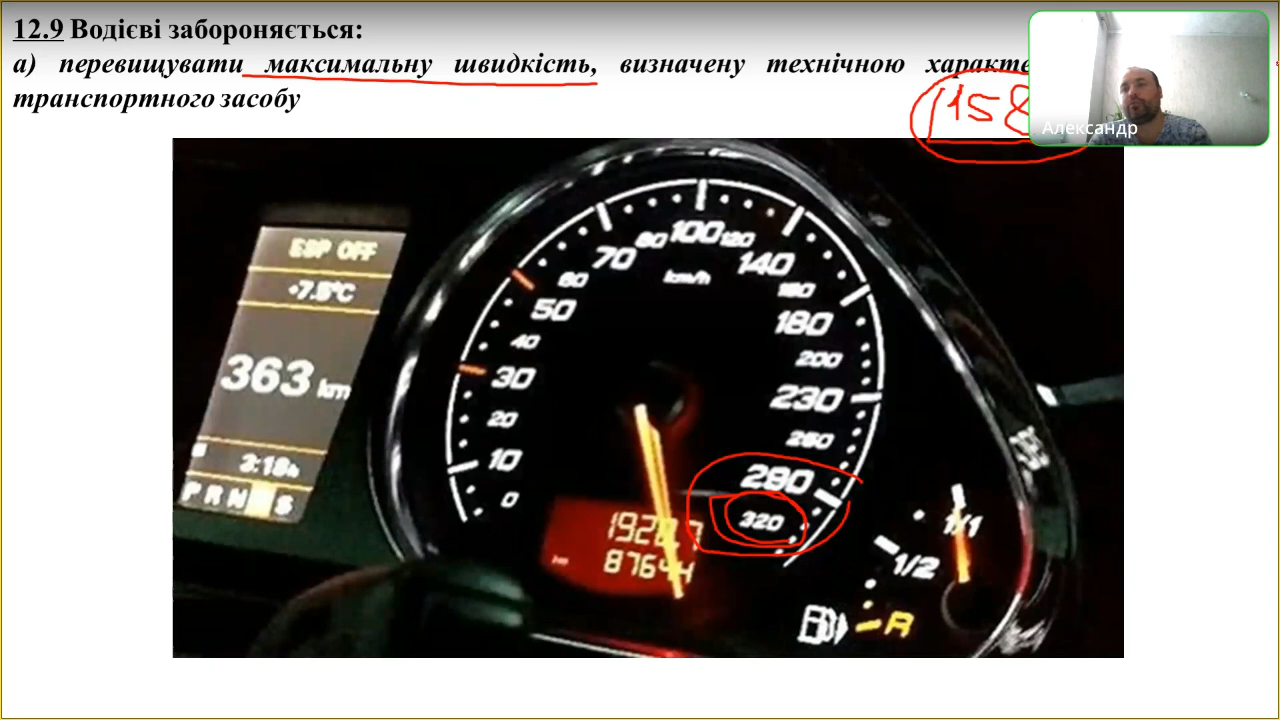 12.9 Водієві забороняється:
а) перевищувати максимальну швидкість, визначену технічною характе
транспортного засобу
158
Александр
ESP OFF
+7.5°C
363 km
3:18
P R N S
0
10
20
30
40
50
60
70
80
100
120
140
160
180
200
230
260
290
320
km/h
1/1
1/2
R